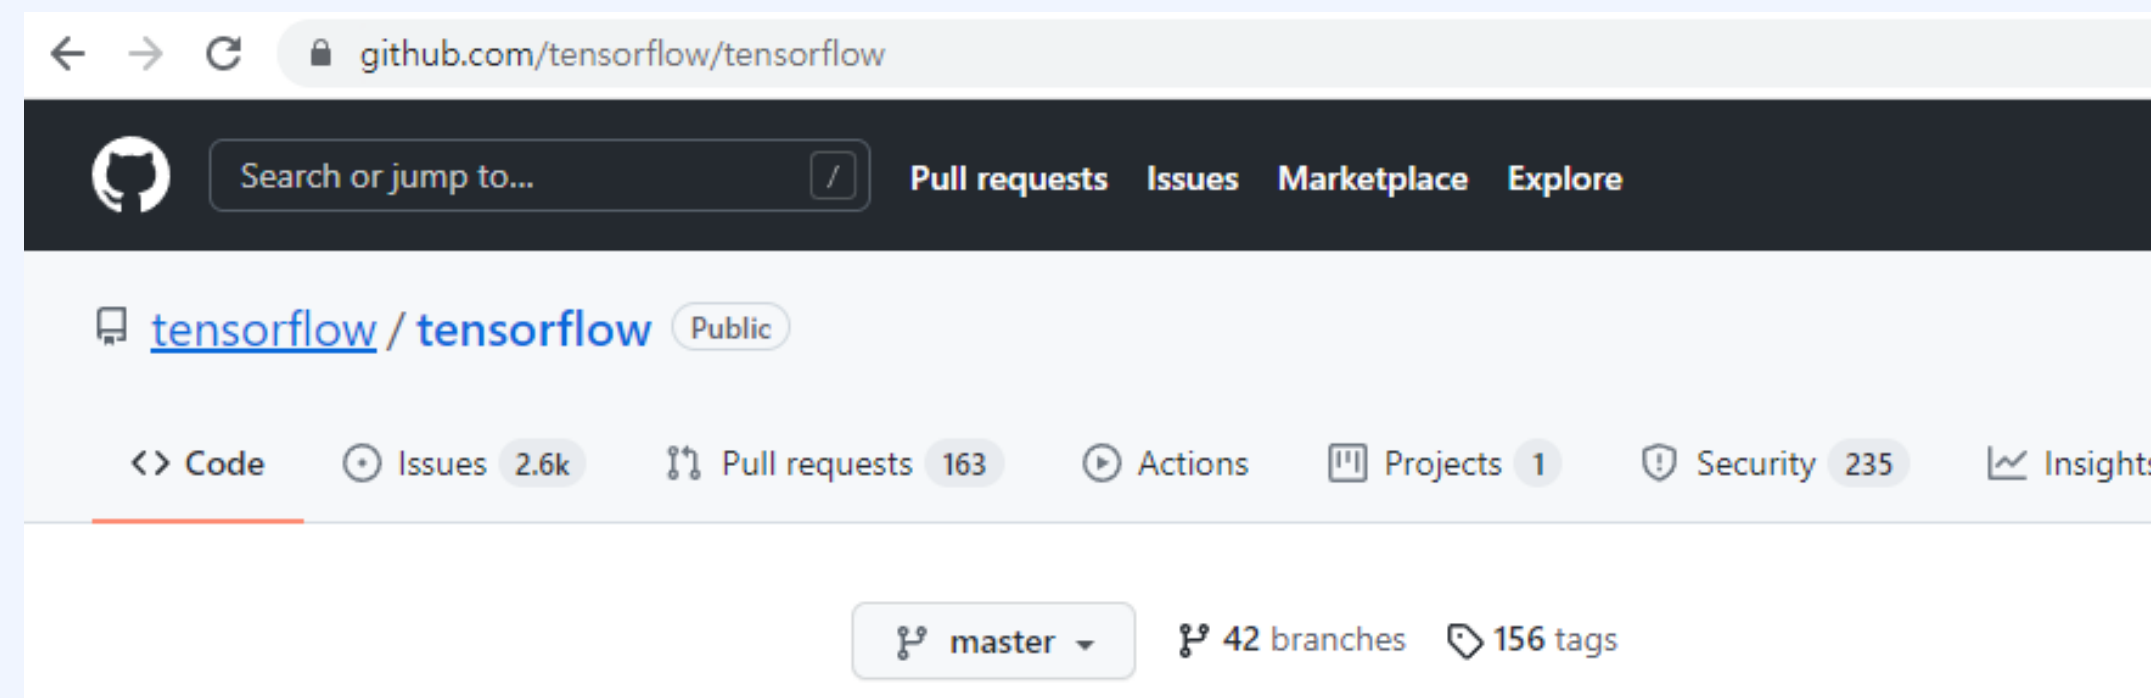 github.com/tensorflow/tensorflow
Search or jump to... / Pull requests Issues Marketplace Explore
tensorflow / tensorflow Public
<> Code Issues 2.6k Pull requests 163 Actions Projects 1 Security 235 Insights
master 42 branches 156 tags